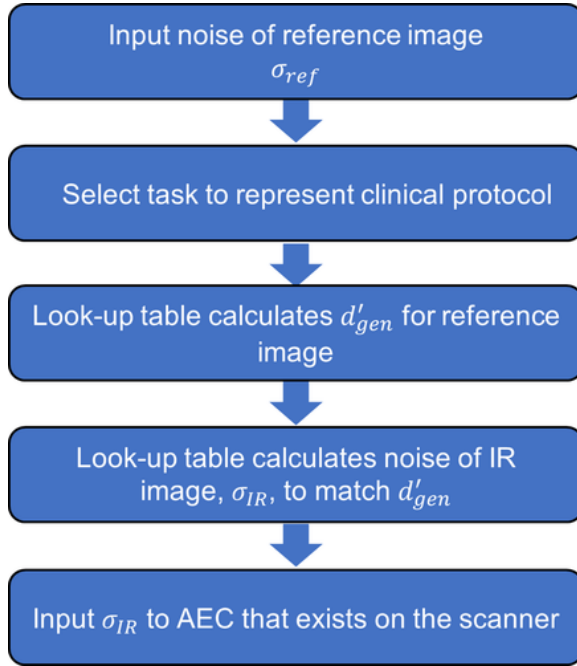 Input noise of reference image
σ_ref
Select task to represent clinical protocol
Look-up table calculates d′_gen for reference
image
Look-up table calculates noise of IR
image, σ_IR, to match d′_gen
Input σ_IR to AEC that exists on the scanner